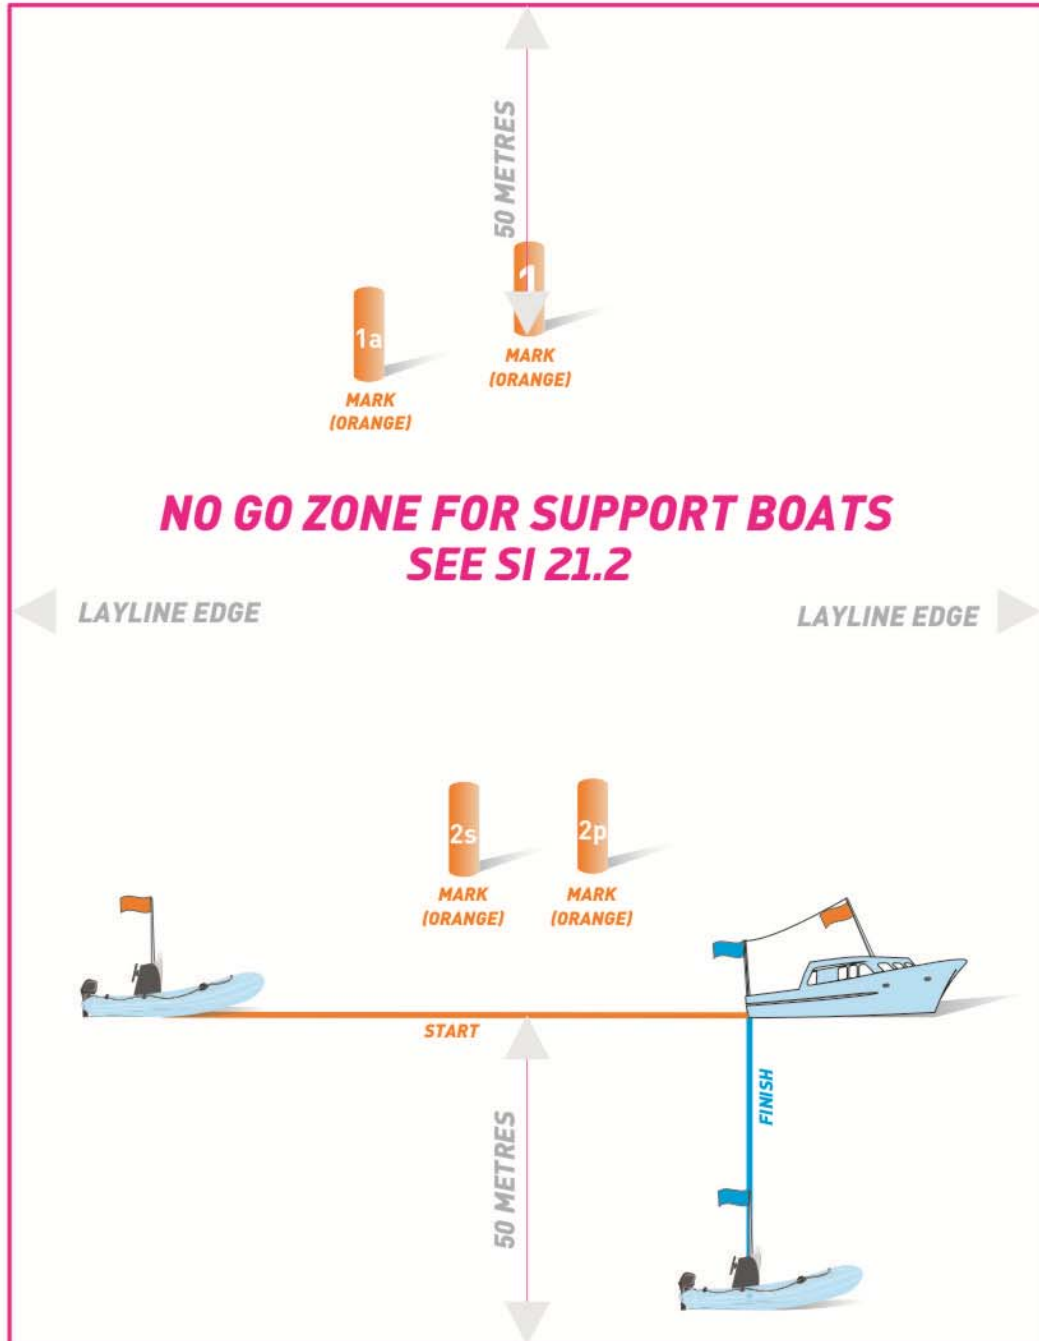 50 METRES
1
1a
MARK
(ORANGE)
MARK
(ORANGE)
NO GO ZONE FOR SUPPORT BOATS
SEE SI 21.2
LAYLINE EDGE
LAYLINE EDGE
2s
2p
MARK
(ORANGE)
MARK
(ORANGE)
START
FINISH
50 METRES